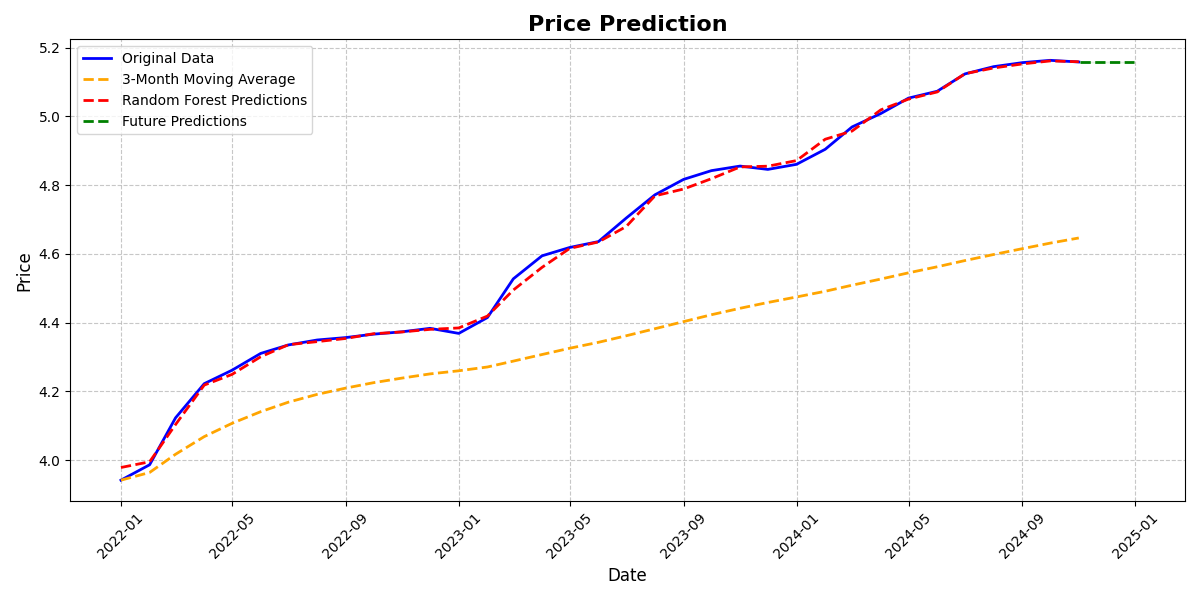 Price Prediction
Original Data
3-Month Moving Average
Random Forest Predictions
Future Predictions
5.2
5.0
4.8
4.6
4.4
4.2
4.0
Price
2022-01
2022-05
2022-09
2023-01
2023-05
2023-09
2024-01
2024-05
2024-09
2025-01
Date